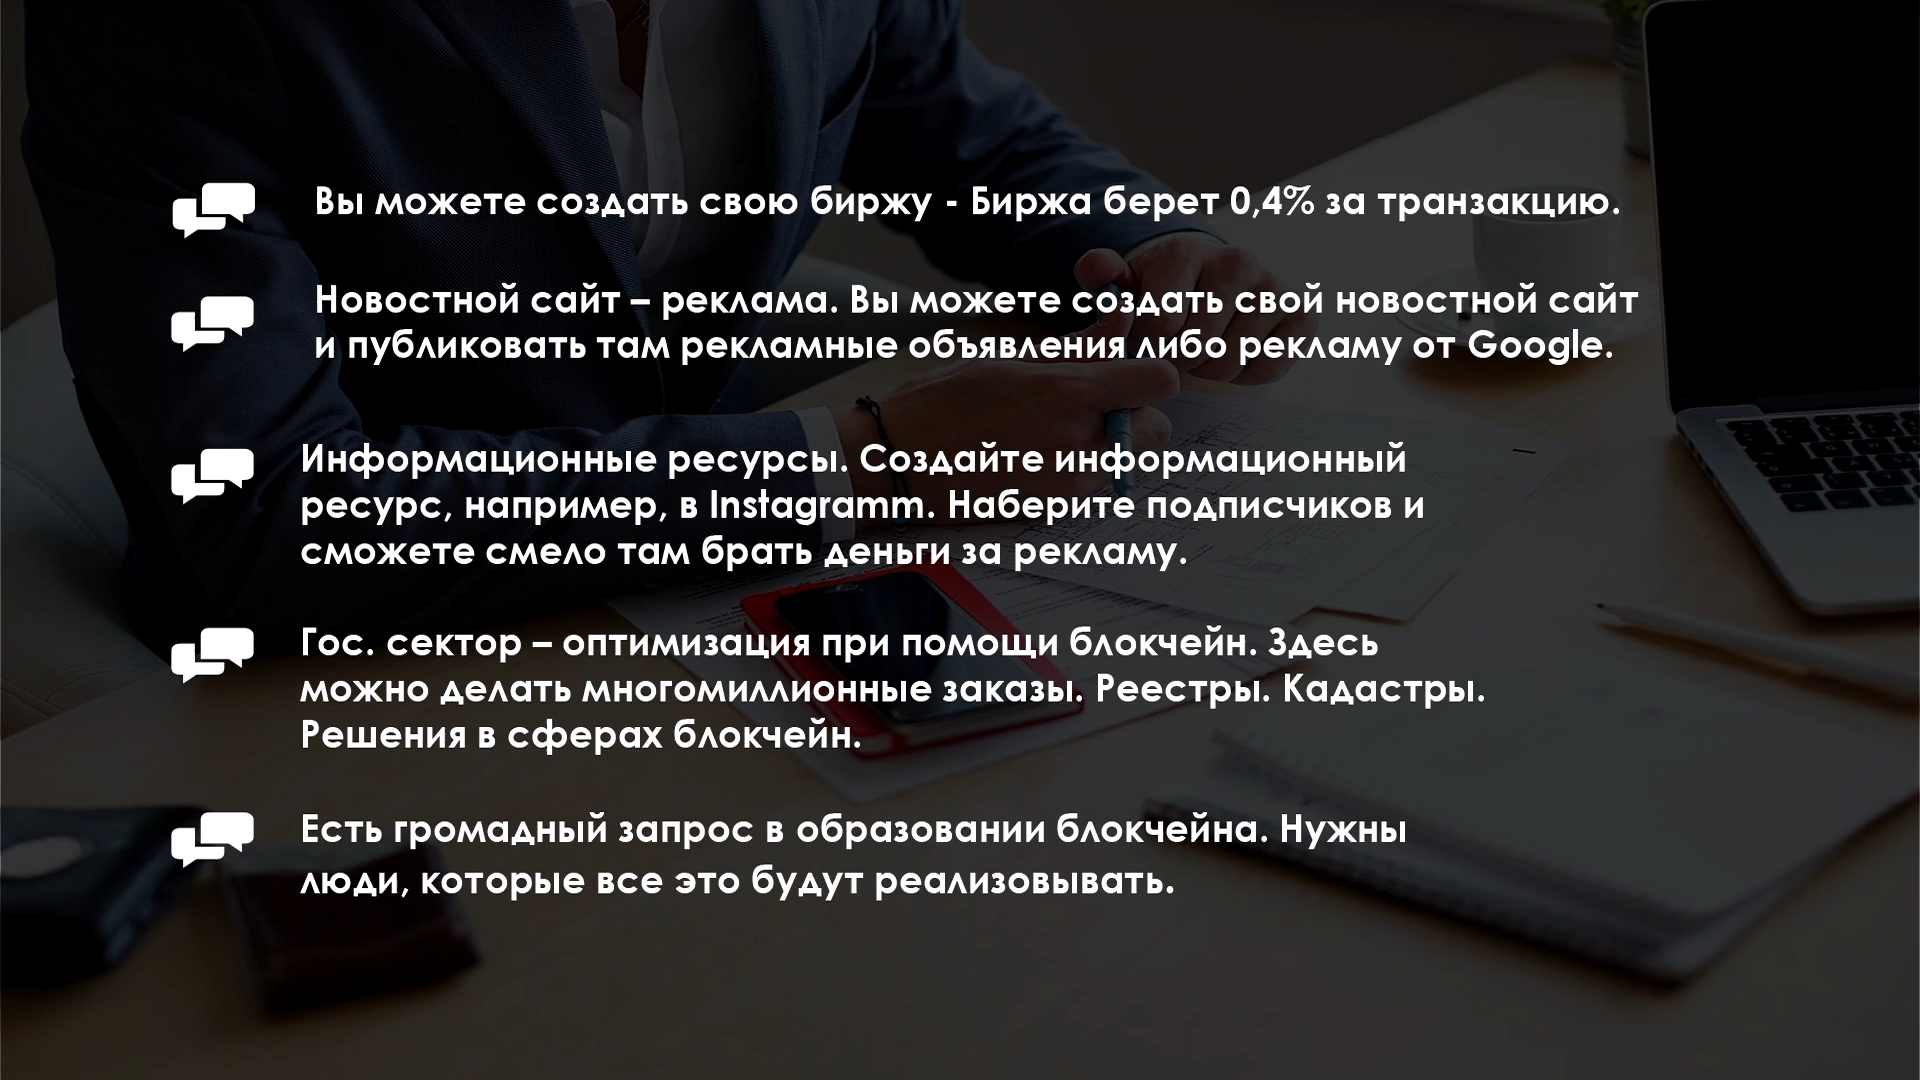 Вы можете создать свою биржу - Биржа берет 0,4% за транзакцию.
Новостной сайт – реклама. Вы можете создать свой новостной сайт
и публиковать там рекламные объявления либо рекламу от Google.
Информационные ресурсы. Создайте информационный
ресурс, например, в Instagramm. Наберите подписчиков и
сможете смело там брать деньги за рекламу.
Гос. сектор – оптимизация при помощи блокчейн. Здесь
можно делать многомиллионные заказы. Реестры. Кадастры.
Решения в сферах блокчейн.
Есть громадный запрос в образовании блокчейна. Нужны
люди, которые все это будут реализовывать.